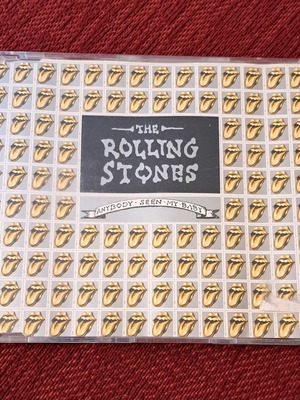 THE
ROLLING
STONES
ANYBODY · SEEN · MY · BABY